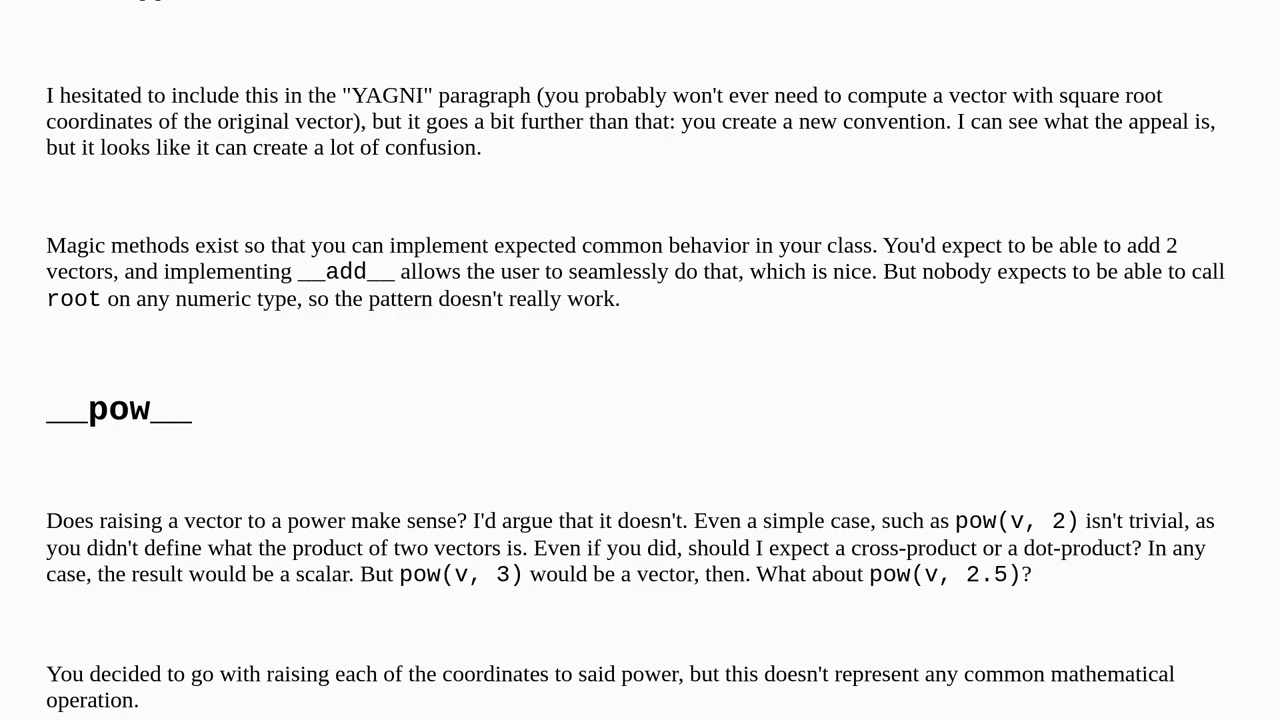 I hesitated to include this in the "YAGNI" paragraph (you probably won't ever need to compute a vector with square root
coordinates of the original vector), but it goes a bit further than that: you create a new convention. I can see what the appeal is,
but it looks like it can create a lot of confusion.
Magic methods exist so that you can implement expected common behavior in your class. You'd expect to be able to add 2
vectors, and implementing __add__ allows the user to seamlessly do that, which is nice. But nobody expects to be able to call
root on any numeric type, so the pattern doesn't really work.
__pow__
Does raising a vector to a power make sense? I'd argue that it doesn't. Even a simple case, such as pow(v, 2) isn't trivial, as
you didn't define what the product of two vectors is. Even if you did, should I expect a cross-product or a dot-product? In any
case, the result would be a scalar. But pow(v, 3) would be a vector, then. What about pow(v, 2.5)?
You decided to go with raising each of the coordinates to said power, but this doesn't represent any common mathematical
operation.